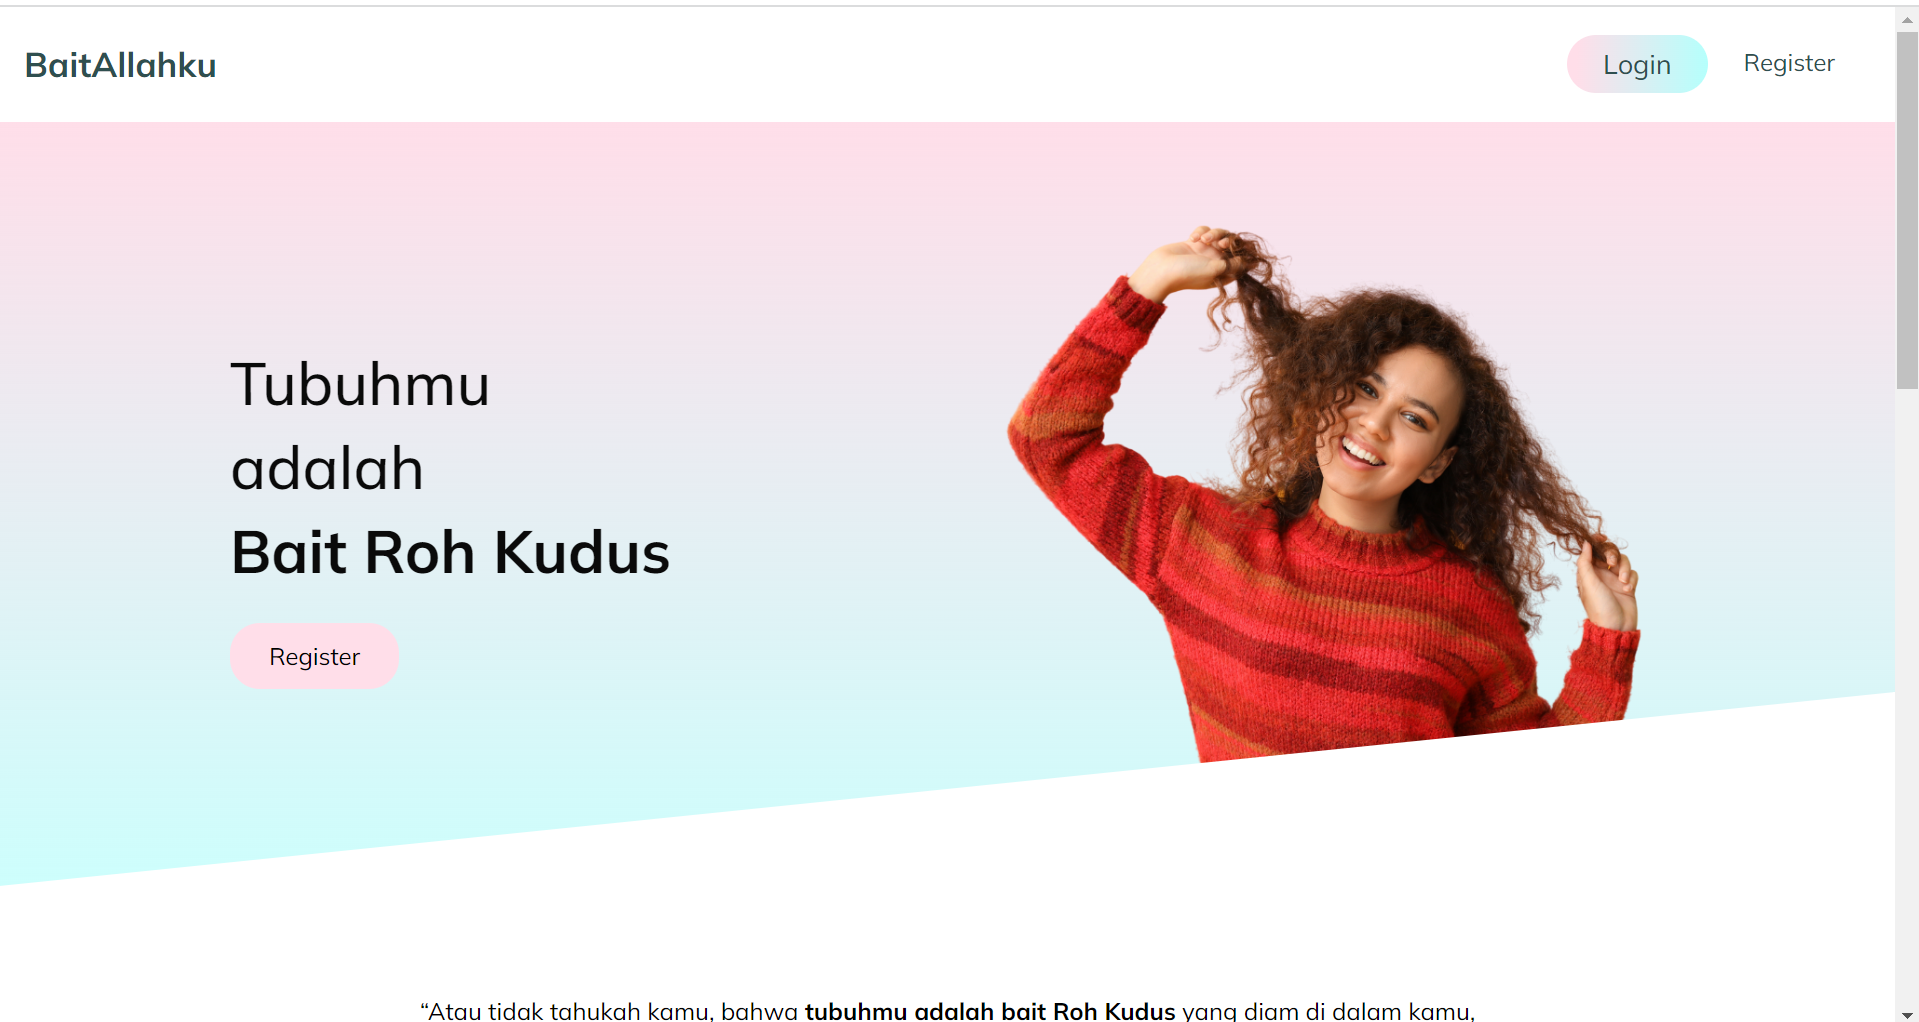 BaitAllahku
Login
Register
Tubuhmu
adalah
Bait Roh Kudus
Register
“Atau tidak tahukah kamu, bahwa tubuhmu adalah bait Roh Kudus yang diam di dalam kamu,